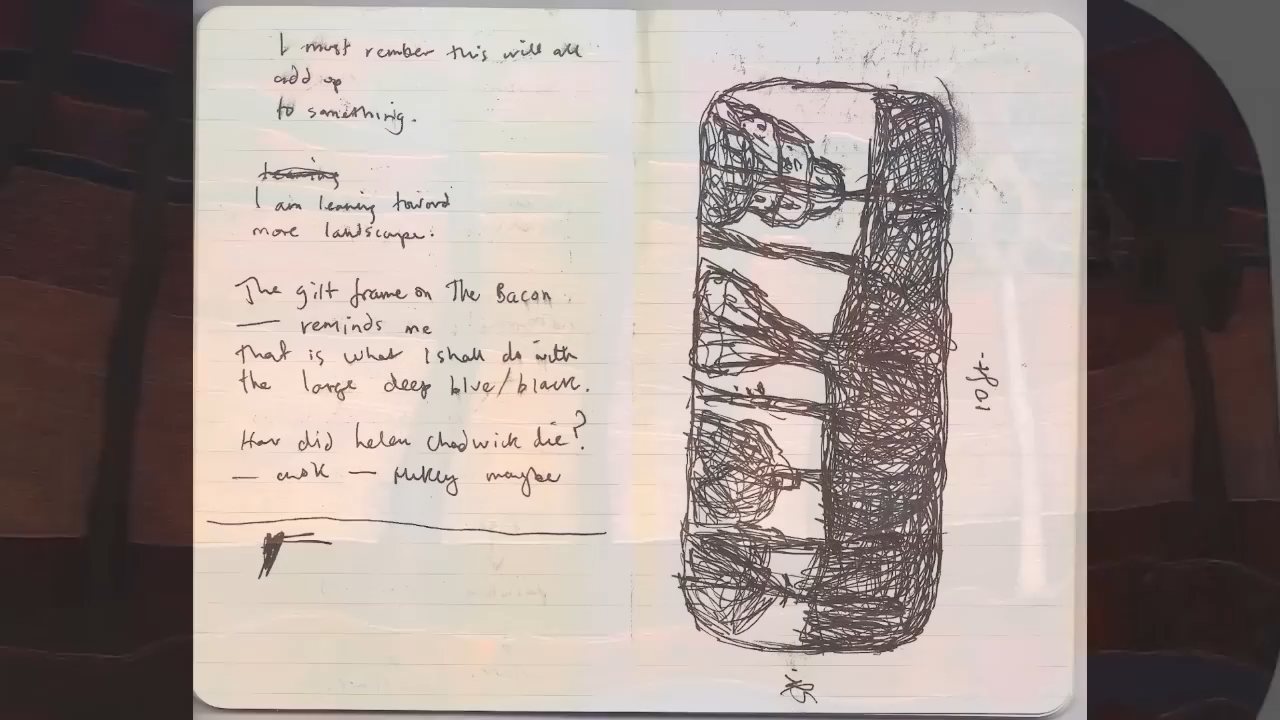 I must rember this will all
add up
to something.
I am leaning toward
more landscape.
The gilt frame on The Bacon
— reminds me
that is what I shall do with
the large deep blue/black.
How did helen chadwick die?
— ask — maybe
10ft.